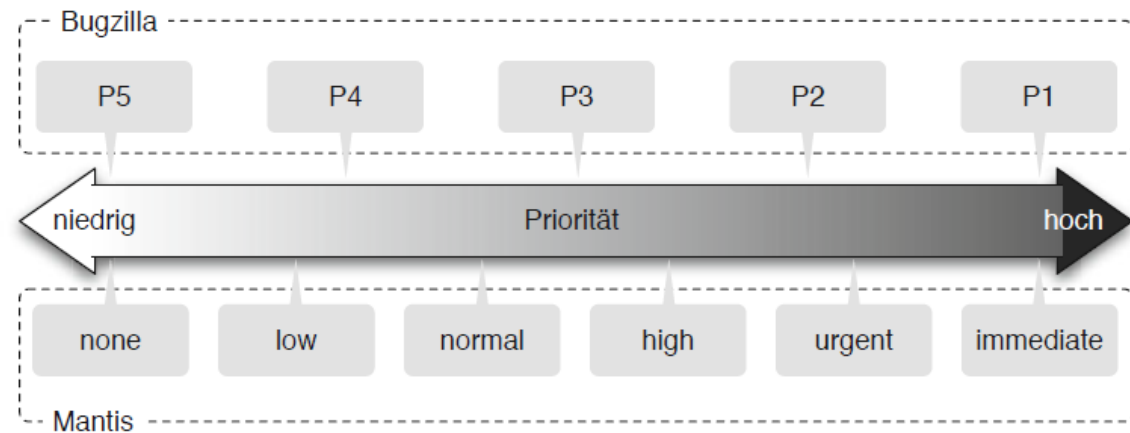 Bugzilla
P5 P4 P3 P2 P1
niedrig Priorität hoch
none low normal high urgent immediate
Mantis